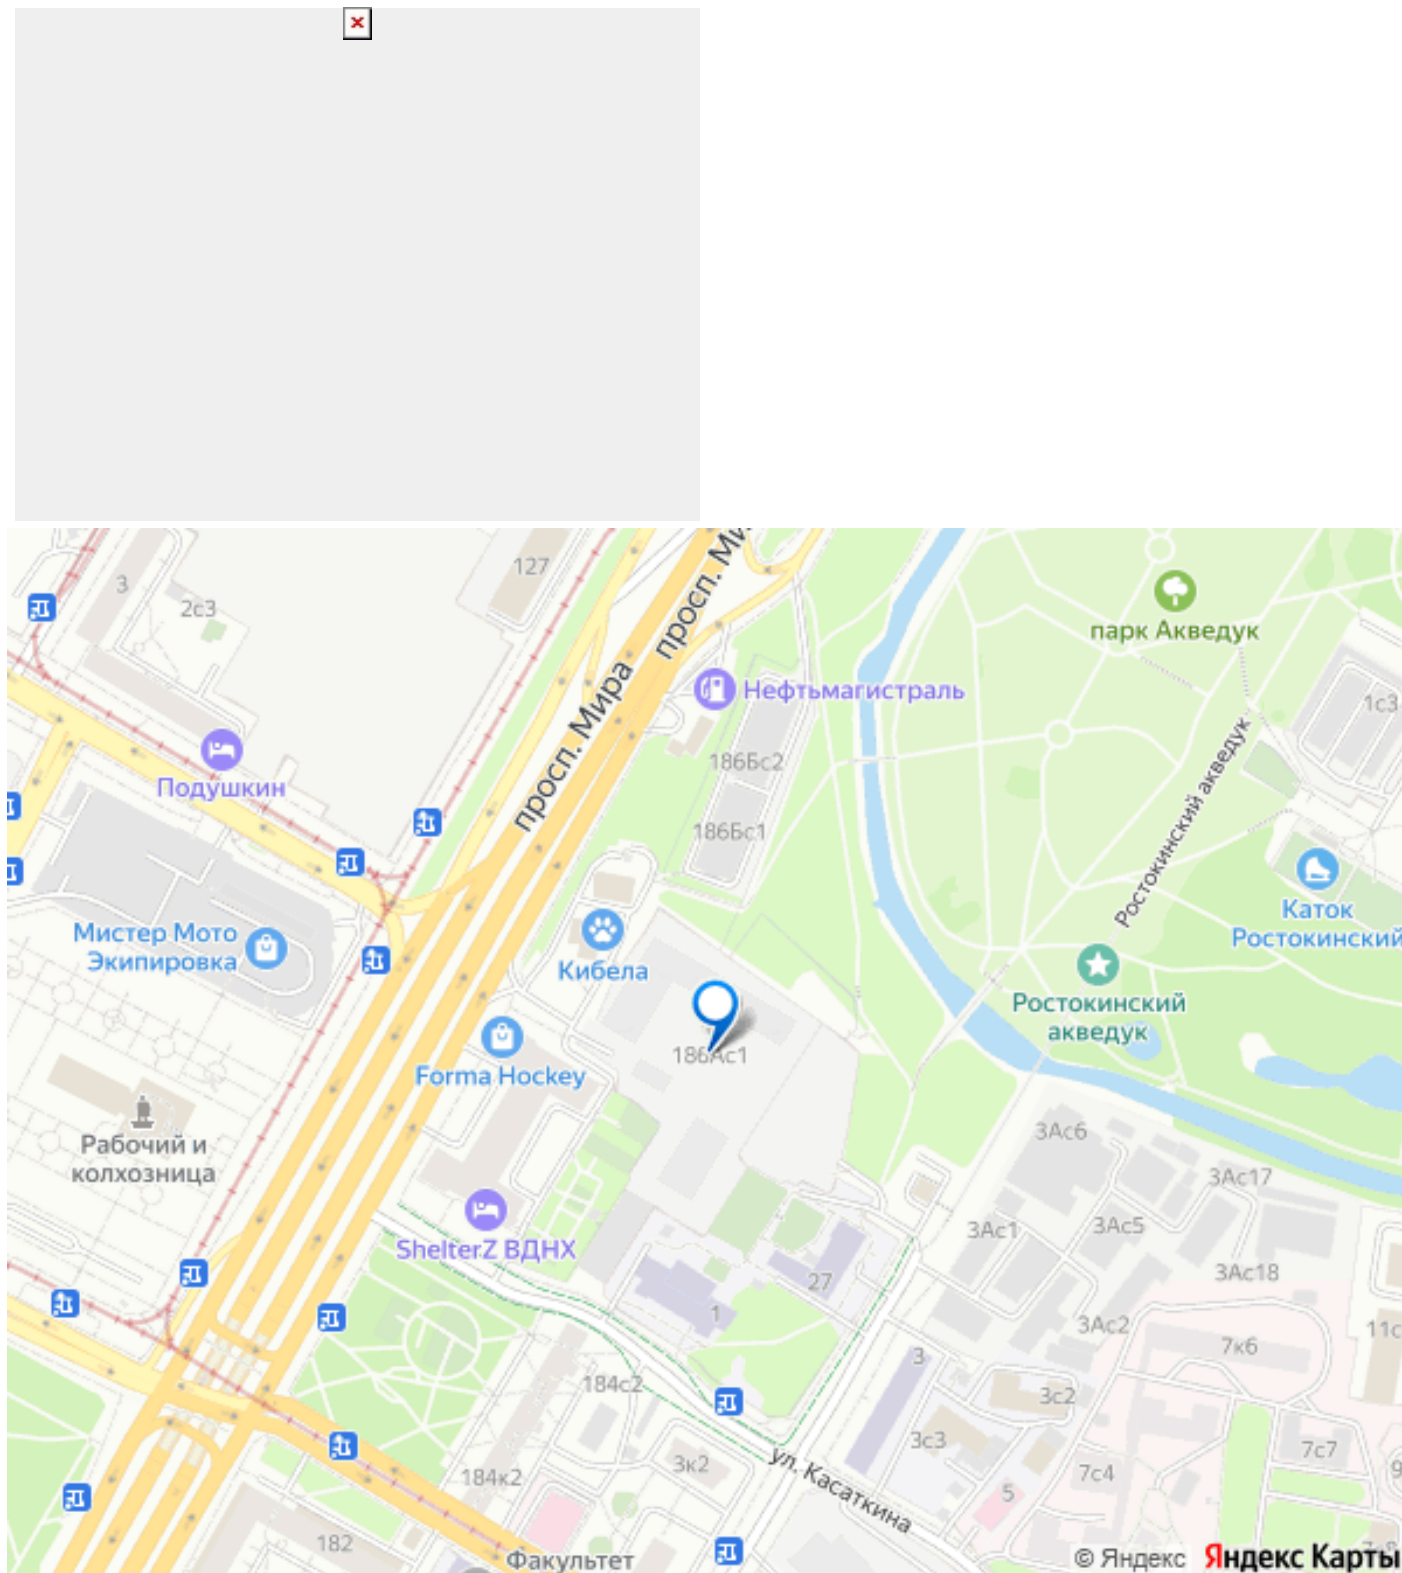 просп. Ми
127
3
2с3
парк Акведук
просп. Мира
Нефтьмагистраль
1с3
186Бс2
Подушкин
Ростокинский акведук
186Бс1
Мистер Мото
Экипировка
Каток
Ростокинский
Кибела
Ростокинский
акведук
186Ас1
Forma Hockey
Рабочий и
колхозница
3Ас6
3Ас17
3Ас1
3Ас5
ShelterZ ВДНХ
3Ас18
27
1
3Ас2
11с
7к6
3
184с2
3с2
3с3
7с7
3к2
ул. Касаткина
7с4
184к2
5
182
Факультет
© Яндекс Яндекс Карты